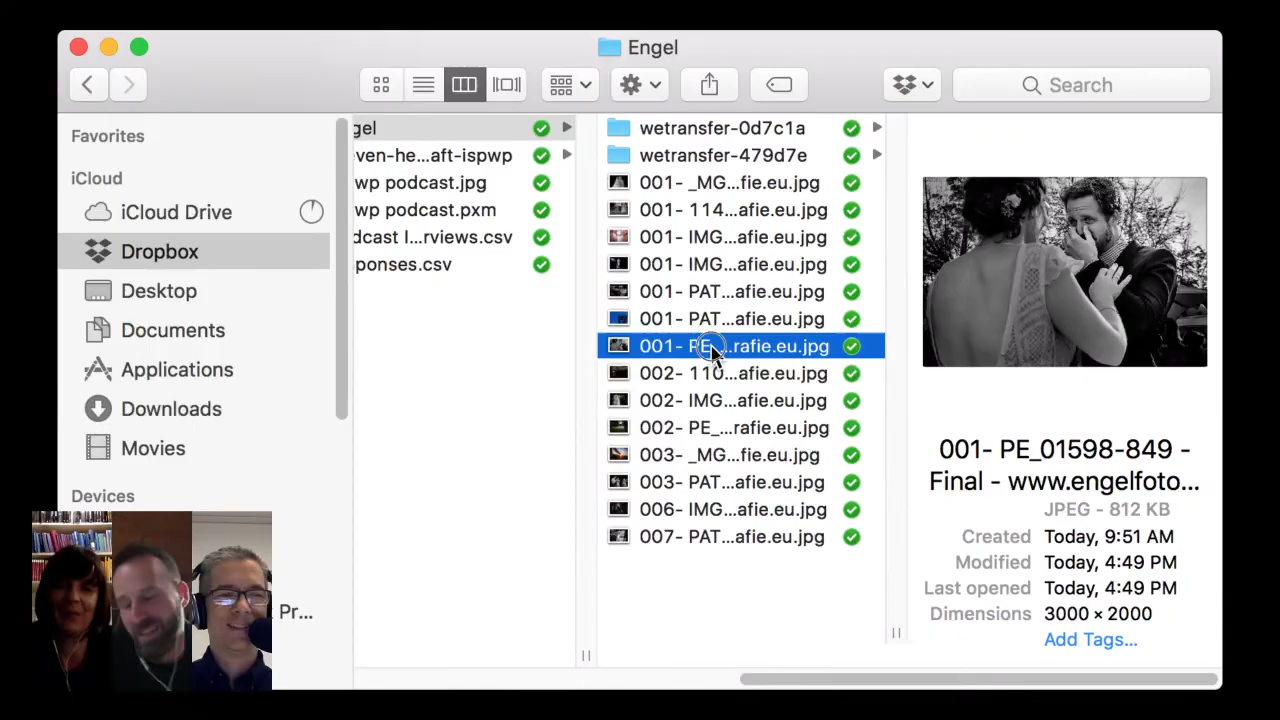 Engel
Search
Favorites
iCloud
iCloud Drive
Dropbox
Desktop
Documents
Applications
Downloads
Movies
Devices
Pr...
gel
ven-he...aft-ispwp
wp podcast.jpg
wp podcast.pxm
dcast I...rviews.csv
ponses.csv
wetransfer-0d7c1a
wetransfer-479d7e
001- _MG...fie.eu.jpg
001- 114...afie.eu.jpg
001- IMG...afie.eu.jpg
001- IMG...afie.eu.jpg
001- PAT...afie.eu.jpg
001- PAT...afie.eu.jpg
001- PE_...rafie.eu.jpg
002- 110...afie.eu.jpg
002- IMG...afie.eu.jpg
002- PE_...rafie.eu.jpg
003- _MG...fie.eu.jpg
003- PAT...afie.eu.jpg
006- IMG...afie.eu.jpg
007- PAT...afie.eu.jpg
001- PE_01598-849 -
Final - www.engelfoto...
JPEG - 812 KB
Created Today, 9:51 AM
Modified Today, 4:49 PM
Last opened Today, 4:49 PM
Dimensions 3000 × 2000
Add Tags...